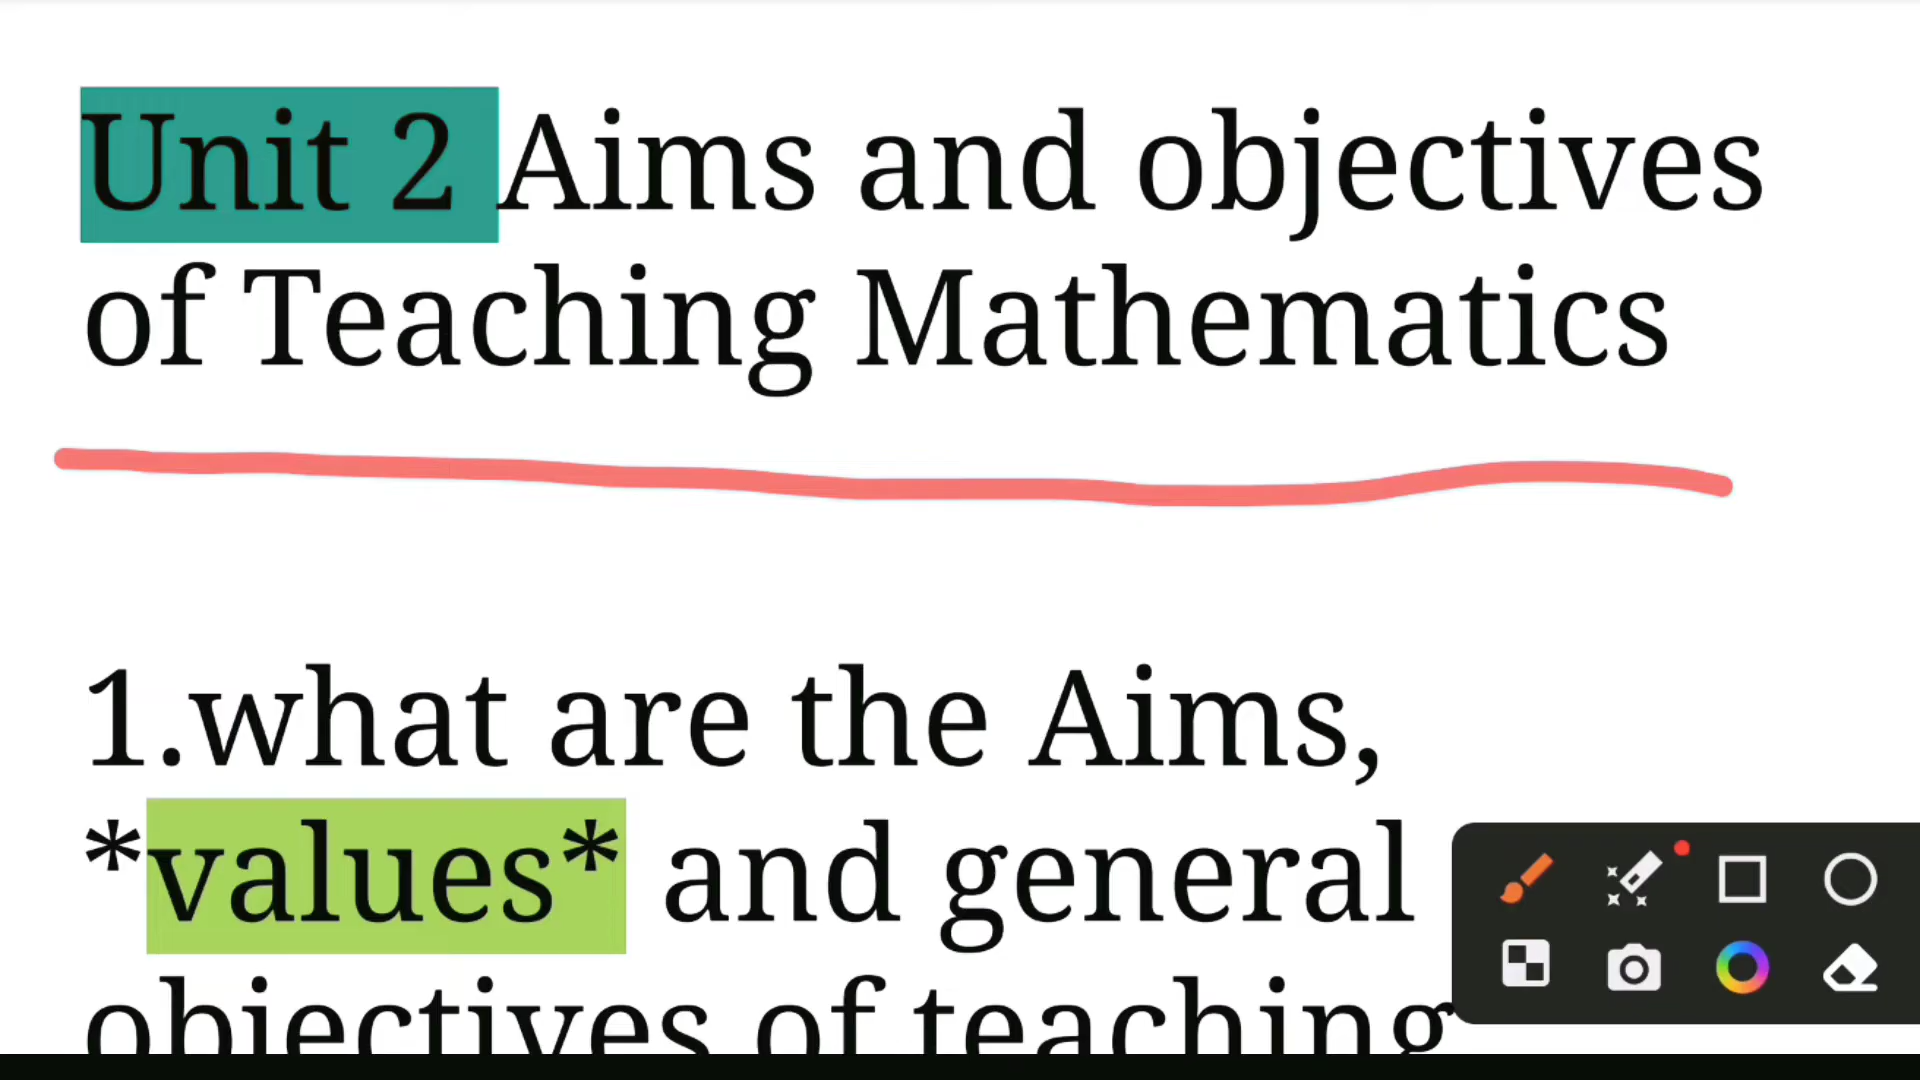 Unit 2 Aims and objectives
of Teaching Mathematics
1.what are the Aims,
*values* and general
objectives of teaching